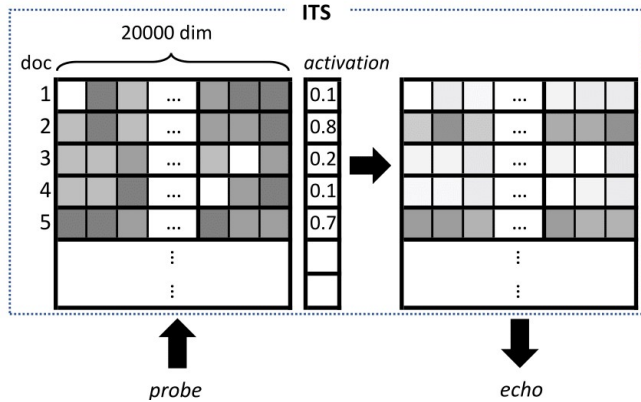 ITS
20000 dim
doc
activation
1 ... 0.1 ...
2 ... 0.8 ...
3 ... 0.2 ...
4 ... 0.1 ...
5 ... 0.7 ...
⋮ ⋮
⋮ ⋮
probe echo